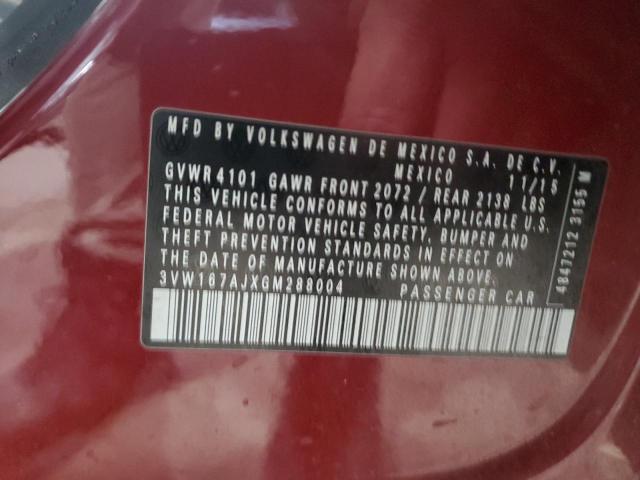 MFD BY VOLKSWAGEN DE MEXICO S.A. DE C.V.
MEXICO 11/15
GVWR 4101 GAWR FRONT 2072 / REAR 2138 LBS
THIS VEHICLE CONFORMS TO ALL APPLICABLE U.S.
FEDERAL MOTOR VEHICLE SAFETY, BUMPER AND
THEFT PREVENTION STANDARDS IN EFFECT ON
THE DATE OF MANUFACTURE SHOWN ABOVE.
3VW167AJXGM288004 PASSENGER CAR
4847212 3155 M